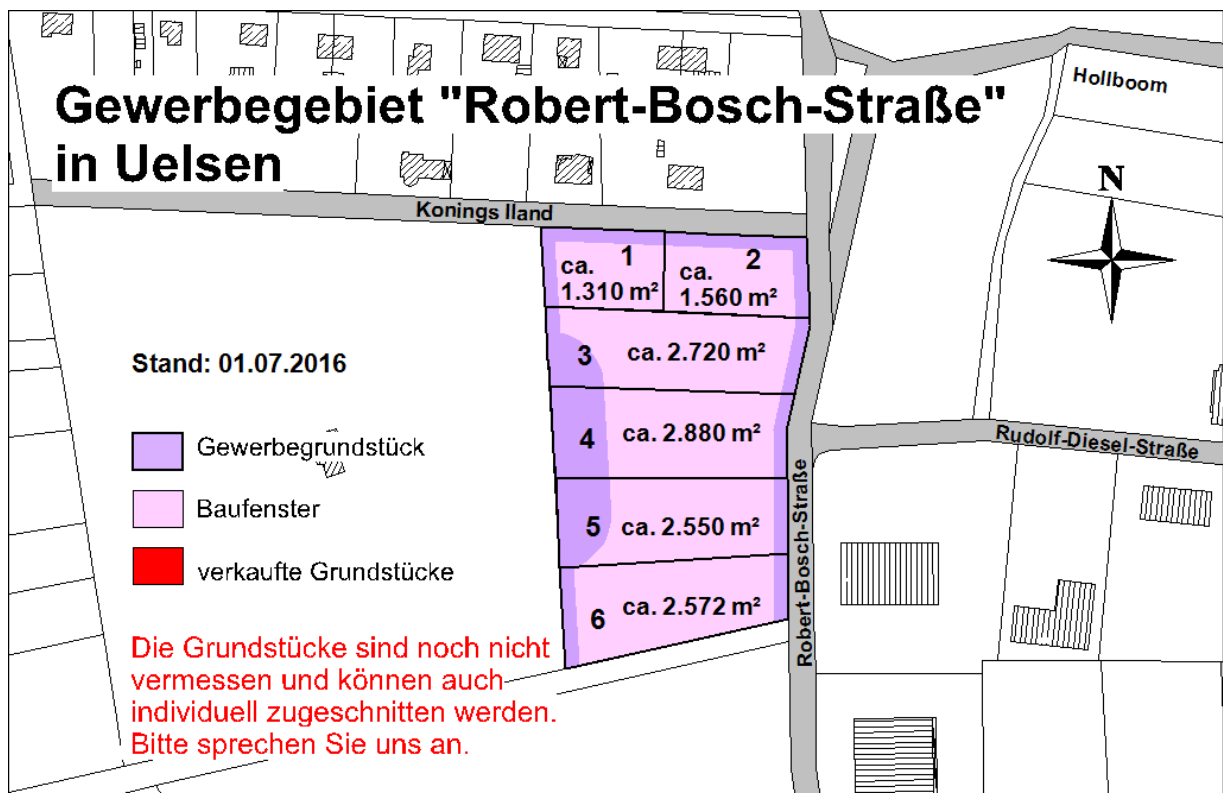 Gewerbegebiet "Robert-Bosch-Straße"
in Uelsen
Hollboom
N
Konings lland
1
ca.
1.310 m²
2
ca.
1.560 m²
3 ca. 2.720 m²
4 ca. 2.880 m²
5 ca. 2.550 m²
6 ca. 2.572 m²
Rudolf-Diesel-Straße
Robert-Bosch-Straße
Stand: 01.07.2016
Gewerbegrundstück
Baufenster
verkaufte Grundstücke
Die Grundstücke sind noch nicht
vermessen und können auch
individuell zugeschnitten werden.
Bitte sprechen Sie uns an.